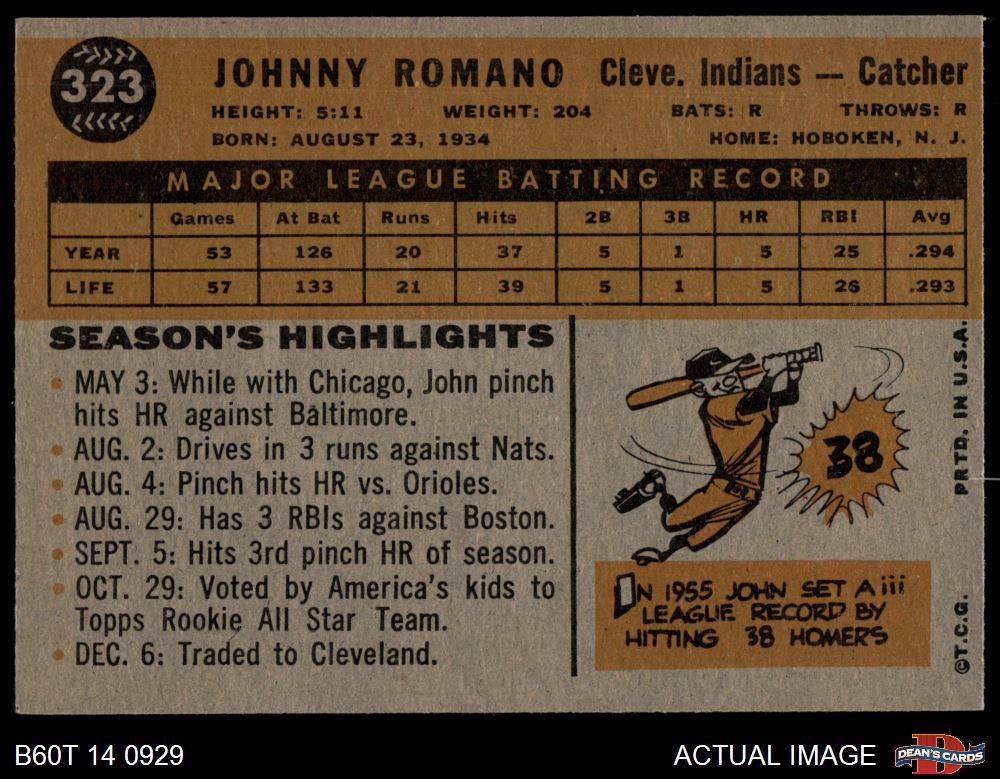 323
JOHNNY ROMANO Cleve. Indians — Catcher
HEIGHT: 5:11 WEIGHT: 204 BATS: R THROWS: R
BORN: AUGUST 23, 1934 HOME: HOBOKEN, N. J.
MAJOR LEAGUE BATTING RECORD
Games At Bat Runs Hits 2B 3B HR RBI Avg
YEAR 53 126 20 37 5 1 5 25 .294
LIFE 57 133 21 39 5 1 5 26 .293
SEASON'S HIGHLIGHTS
• MAY 3: While with Chicago, John pinch
hits HR against Baltimore.
• AUG. 2: Drives in 3 runs against Nats.
• AUG. 4: Pinch hits HR vs. Orioles.
• AUG. 29: Has 3 RBIs against Boston.
• SEPT. 5: Hits 3rd pinch HR of season.
• OCT. 29: Voted by America's kids to
Topps Rookie All Star Team.
• DEC. 6: Traded to Cleveland.
38
IN 1955 JOHN SET A iii
LEAGUE RECORD BY
HITTING 38 HOMERS
©T.C.G. PRTD. IN U.S.A.
B60T 14 0929 ACTUAL IMAGE
DEAN'S CARDS